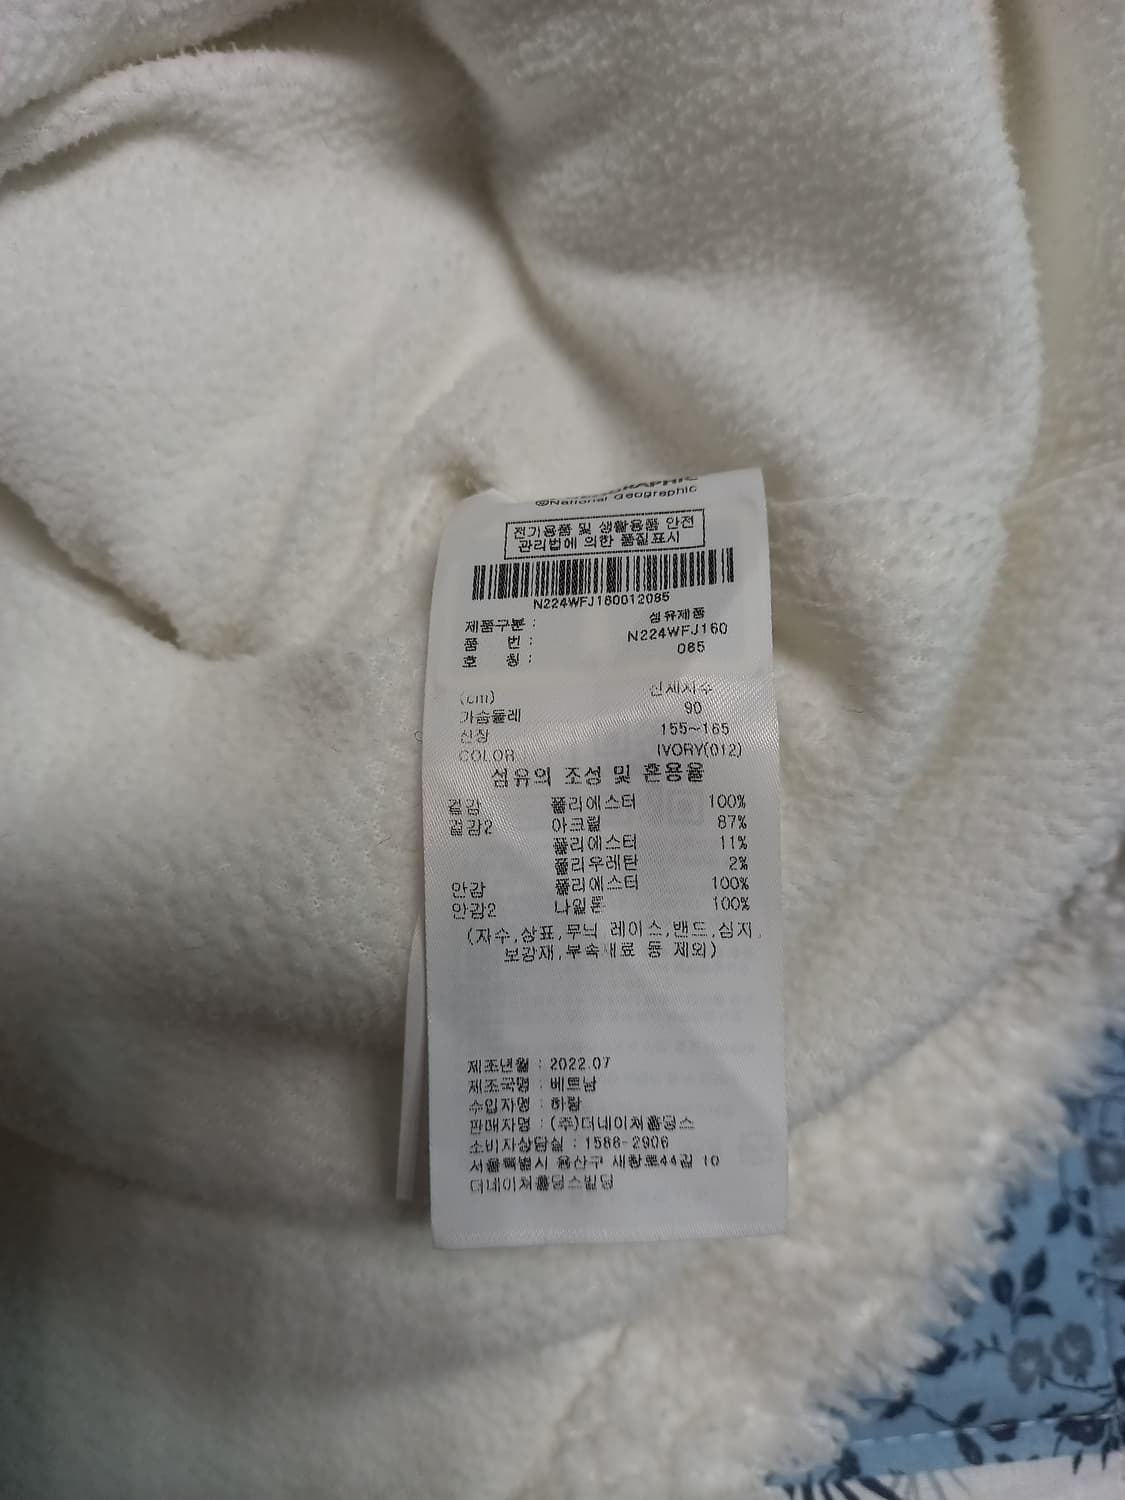 ©National Geographic
전기용품 및 생활용품 안전
관리법에 의한 품질표시
N224WFJ160012085
제품구분 : 섬유제품
품 번 : N224WFJ160
호 칭 : 085
(cm) 신체치수
가슴둘레 90
신장 155~165
COLOR IVORY(012)
섬유의 조성 및 혼용율
겉감 폴리에스터 100%
겉감2 아크릴 87%
폴리에스터 11%
폴리우레탄 2%
안감 폴리에스터 100%
안감2 나일론 100%
(자수,상표,무늬 레이스,밴드,심지,
보강재,부속재료 등 제외)
제조년월 : 2022.07
제조국명 : 베트남
수입자명 : 하람
판매자명 : (주)더네이쳐홀딩스
소비자상담실 : 1588-2906
서울특별시 용산구 새창로44길 10
더네이쳐홀딩스빌딩